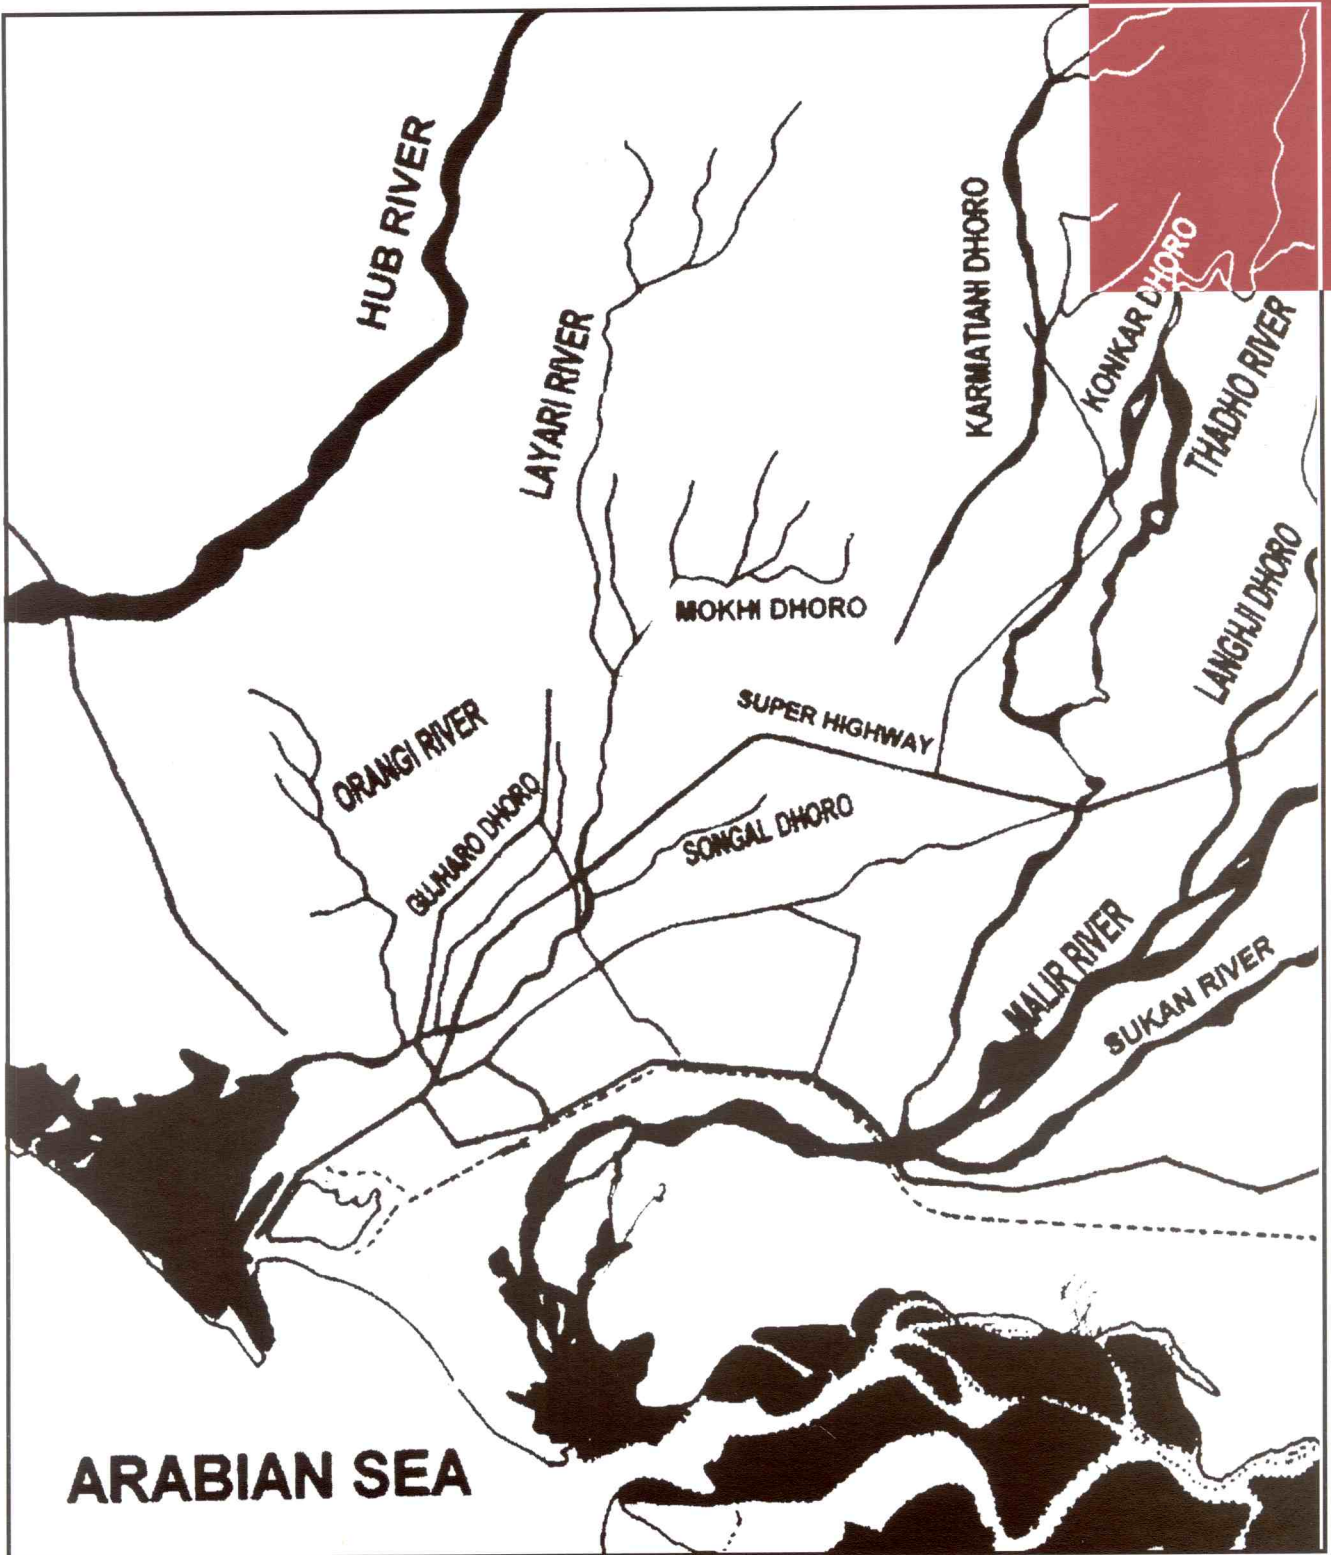 HUB RIVER
LAYARI RIVER
KARMATIANI DHORO
KONKAR DHORO
THADHO RIVER
MOKHI DHORO
LANGHJI DHORO
ORANGI RIVER
SUPER HIGHWAY
GUJHARO DHORO
SONGAL DHORO
MALIR RIVER
SUKAN RIVER
ARABIAN SEA